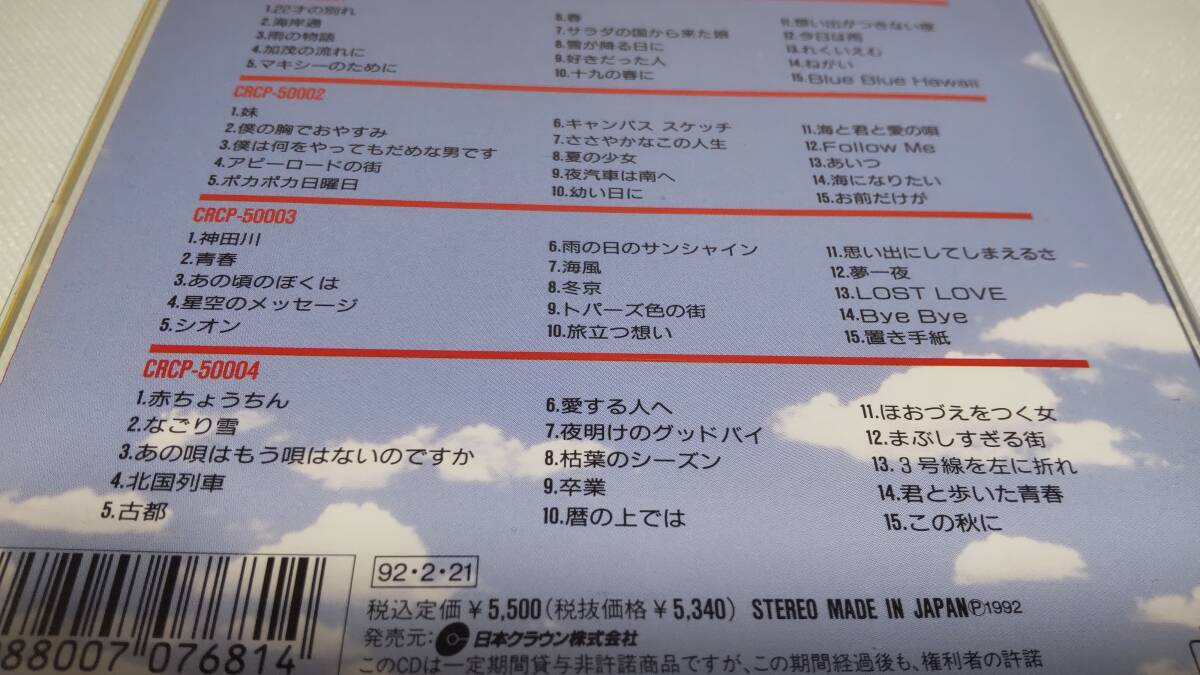 1.22才の別れ
2.海岸通
3.雨の物語
4.加茂の流れに
5.マキシーのために
6.春
7.サラダの国から来た娘
8.雪が降る日に
9.好きだった人
10.十九の春に
11.想い出がつきない夜
12.今日は雨
13.れくいえむ
14.ねがい
15.Blue Blue Hawaii
CRCP-50002
1.妹
2.僕の胸でおやすみ
3.僕は何をやってもだめな男です
4.アビーロードの街
5.ポカポカ日曜日
6.キャンパス スケッチ
7.ささやかなこの人生
8.夏の少女
9.夜汽車は南へ
10.幼い日に
11.海と君と愛の唄
12.Follow Me
13.あいつ
14.海になりたい
15.お前だけが
CRCP-50003
1.神田川
2.青春
3.あの頃のぼくは
4.星空のメッセージ
5.シオン
6.雨の日のサンシャイン
7.海風
8.冬京
9.トパーズ色の街
10.旅立つ想い
11.思い出にしてしまえるさ
12.夢一夜
13.LOST LOVE
14.Bye Bye
15.置き手紙
CRCP-50004
1.赤ちょうちん
2.なごり雪
3.あの唄はもう唄はないのですか
4.北国列車
5.古都
6.愛する人へ
7.夜明けのグッドバイ
8.枯葉のシーズン
9.卒業
10.暦の上では
11.ほおづえをつく女
12.まぶしすぎる街
13.3号線を左に折れ
14.君と歩いた青春
15.この秋に
92・2・21
税込定価¥5,500(税抜価格¥5,340) STEREO MADE IN JAPAN Ⓟ1992
発売元: 日本クラウン株式会社
88007 076814
このCDは一定期間貸与非許諾商品ですが、この期間経過後も、権利者の許諾